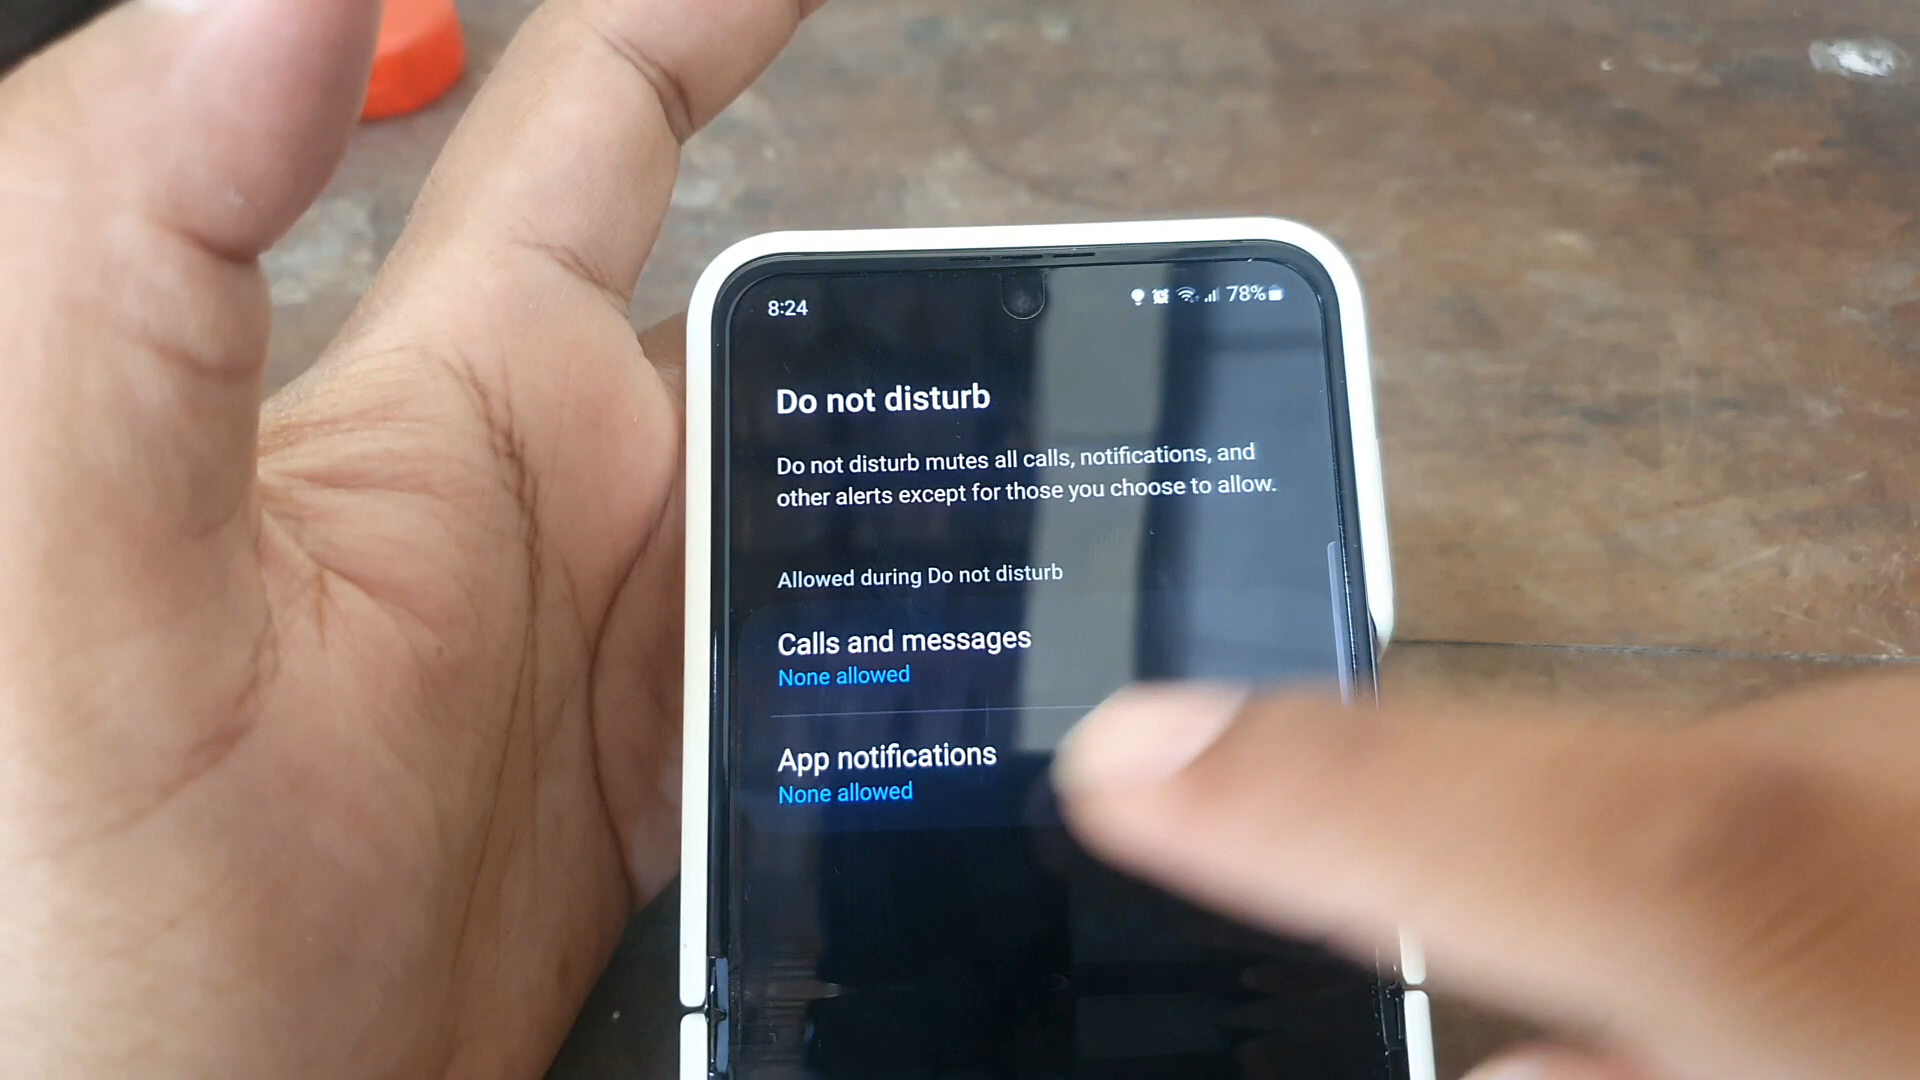 8:24
78%
Do not disturb
Do not disturb mutes all calls, notifications, and
other alerts except for those you choose to allow.
Allowed during Do not disturb
Calls and messages
None allowed
App notifications
None allowed